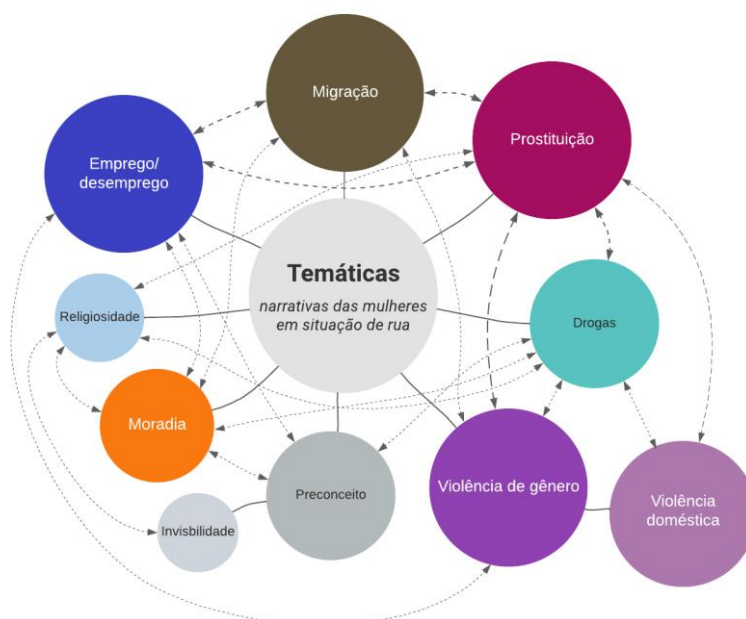 Migração
Prostituição
Emprego/
desemprego
Temáticas
narrativas das mulheres
em situação de rua
Religiosidade
Drogas
Moradia
Preconceito
Violência de gênero
Invisbilidade
Violência
doméstica